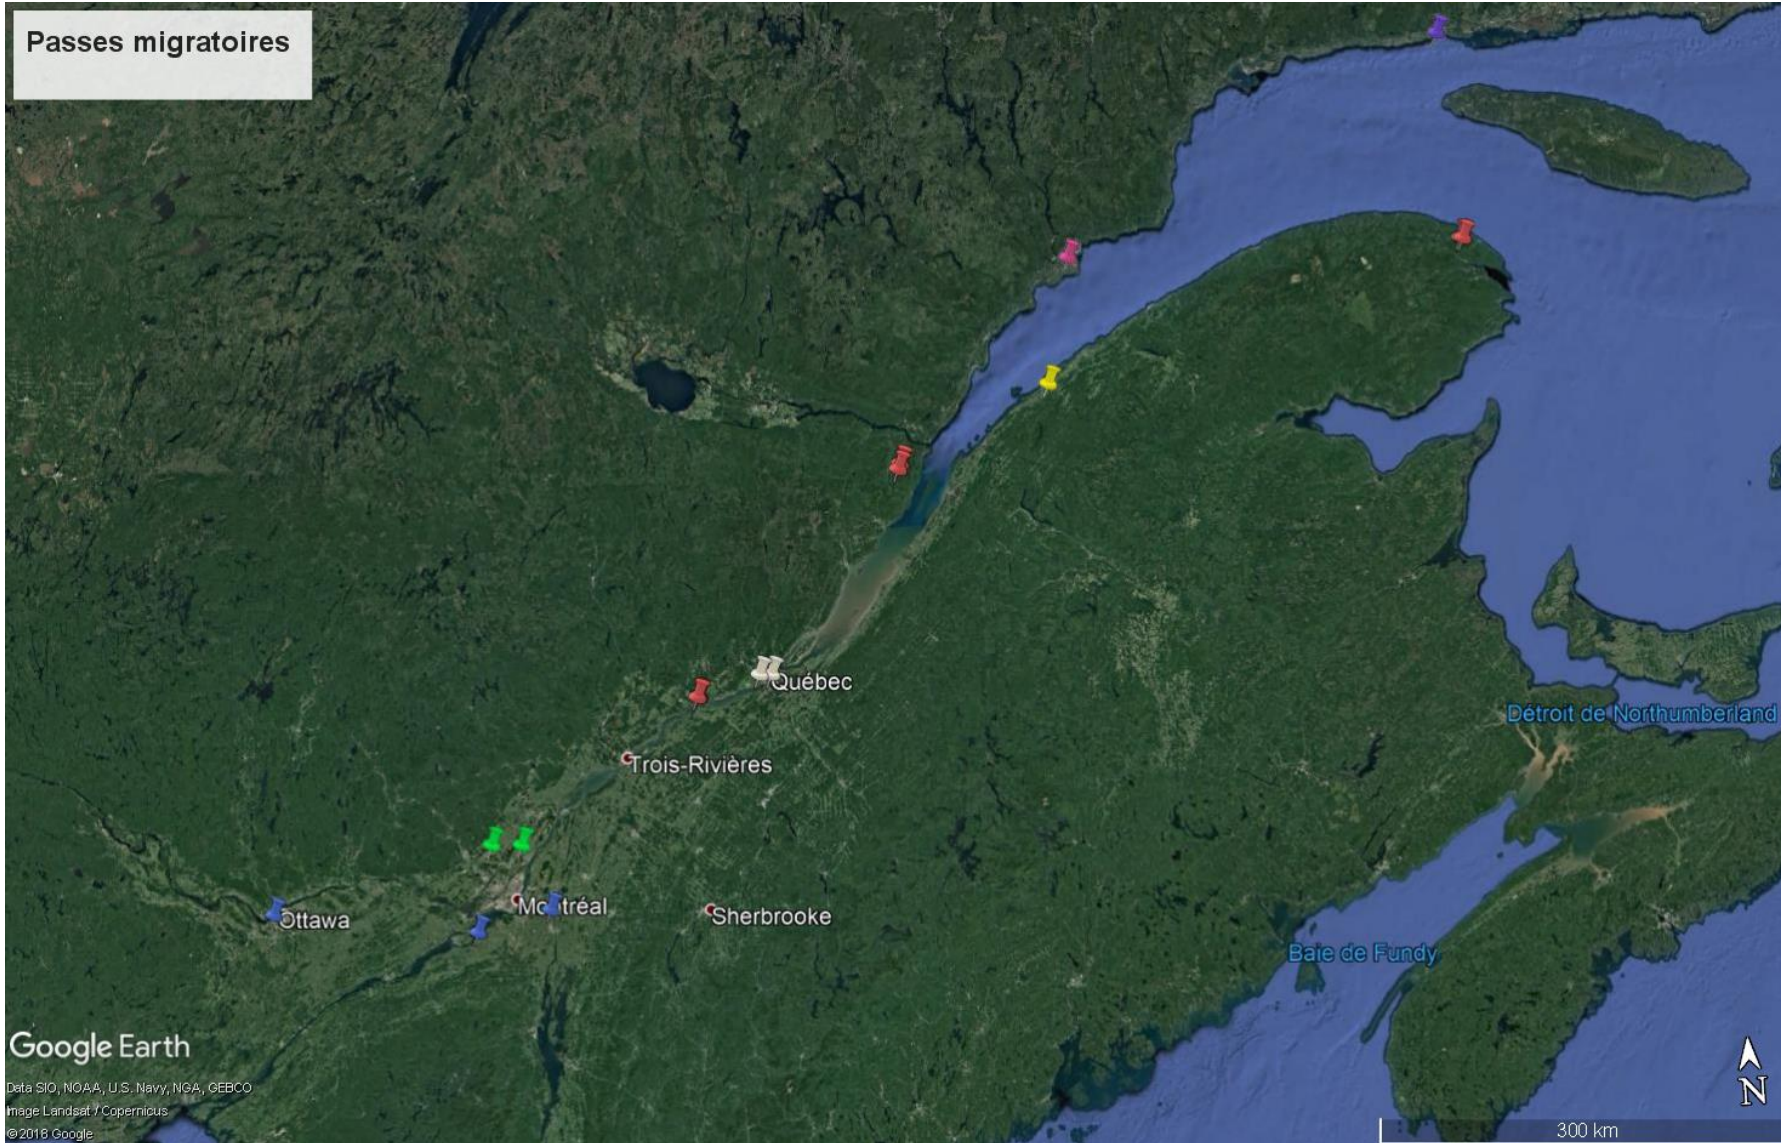 Passes migratoires
Québec
Détroit de Northumberland
Trois-Rivières
Montréal
Ottawa
Sherbrooke
Baie de Fundy
Google Earth
N
Data SIO, NOAA, U.S. Navy, NGA, GEBCO
Image Landsat / Copernicus
©2018 Google
300 km